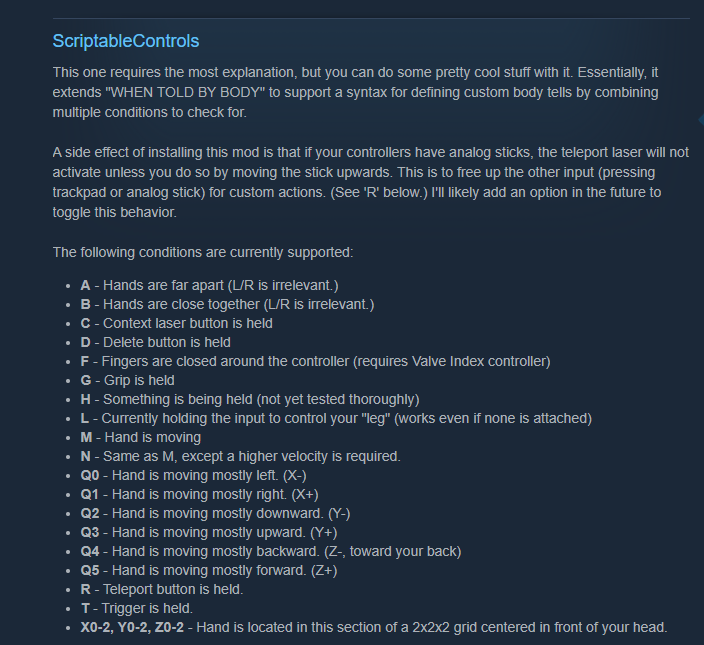 ScriptableControls
This one requires the most explanation, but you can do some pretty cool stuff with it. Essentially, it
extends "WHEN TOLD BY BODY" to support a syntax for defining custom body tells by combining
multiple conditions to check for.
A side effect of installing this mod is that if your controllers have analog sticks, the teleport laser will not
activate unless you do so by moving the stick upwards. This is to free up the other input (pressing
trackpad or analog stick) for custom actions. (See 'R' below.) I'll likely add an option in the future to
toggle this behavior.
The following conditions are currently supported:
• A - Hands are far apart (L/R is irrelevant.)
• B - Hands are close together (L/R is irrelevant.)
• C - Context laser button is held
• D - Delete button is held
• F - Fingers are closed around the controller (requires Valve Index controller)
• G - Grip is held
• H - Something is being held (not yet tested thoroughly)
• L - Currently holding the input to control your "leg" (works even if none is attached)
• M - Hand is moving
• N - Same as M, except a higher velocity is required.
• Q0 - Hand is moving mostly left. (X-)
• Q1 - Hand is moving mostly right. (X+)
• Q2 - Hand is moving mostly downward. (Y-)
• Q3 - Hand is moving mostly upward. (Y+)
• Q4 - Hand is moving mostly backward. (Z-, toward your back)
• Q5 - Hand is moving mostly forward. (Z+)
• R - Teleport button is held.
• T - Trigger is held.
• X0-2, Y0-2, Z0-2 - Hand is located in this section of a 2x2x2 grid centered in front of your head.